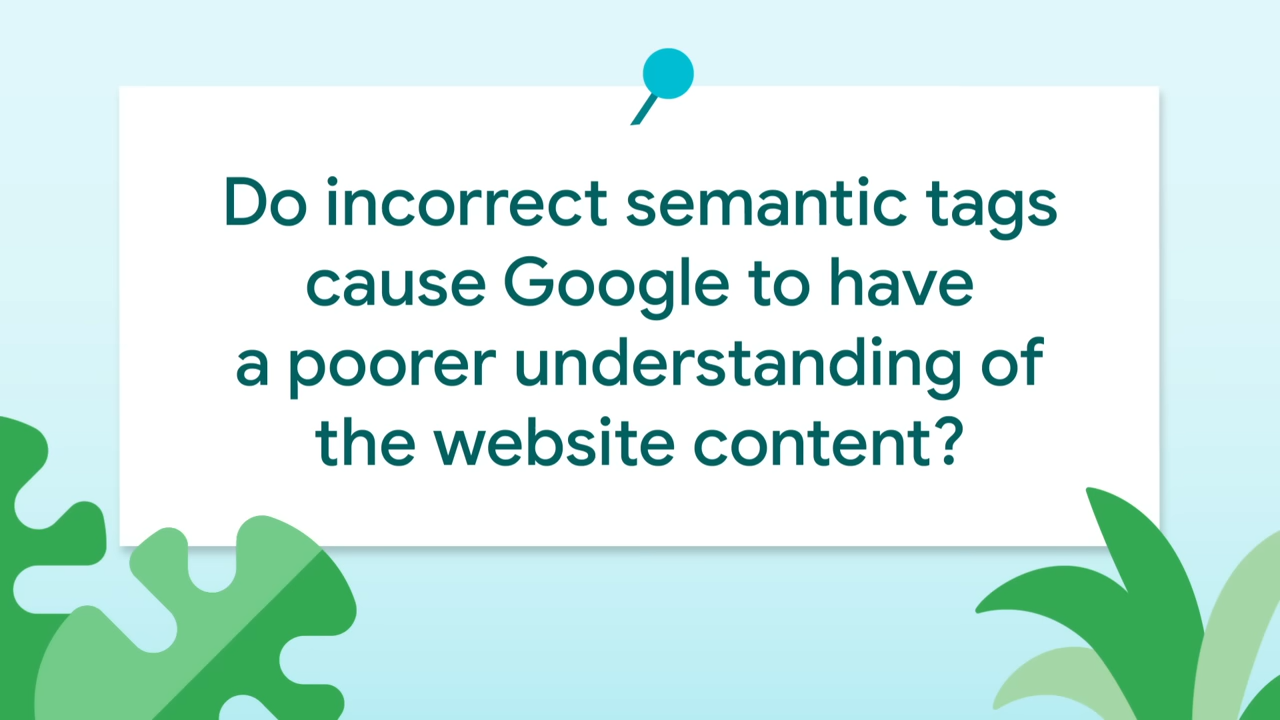 Do incorrect semantic tags
cause Google to have
a poorer understanding of
the website content?